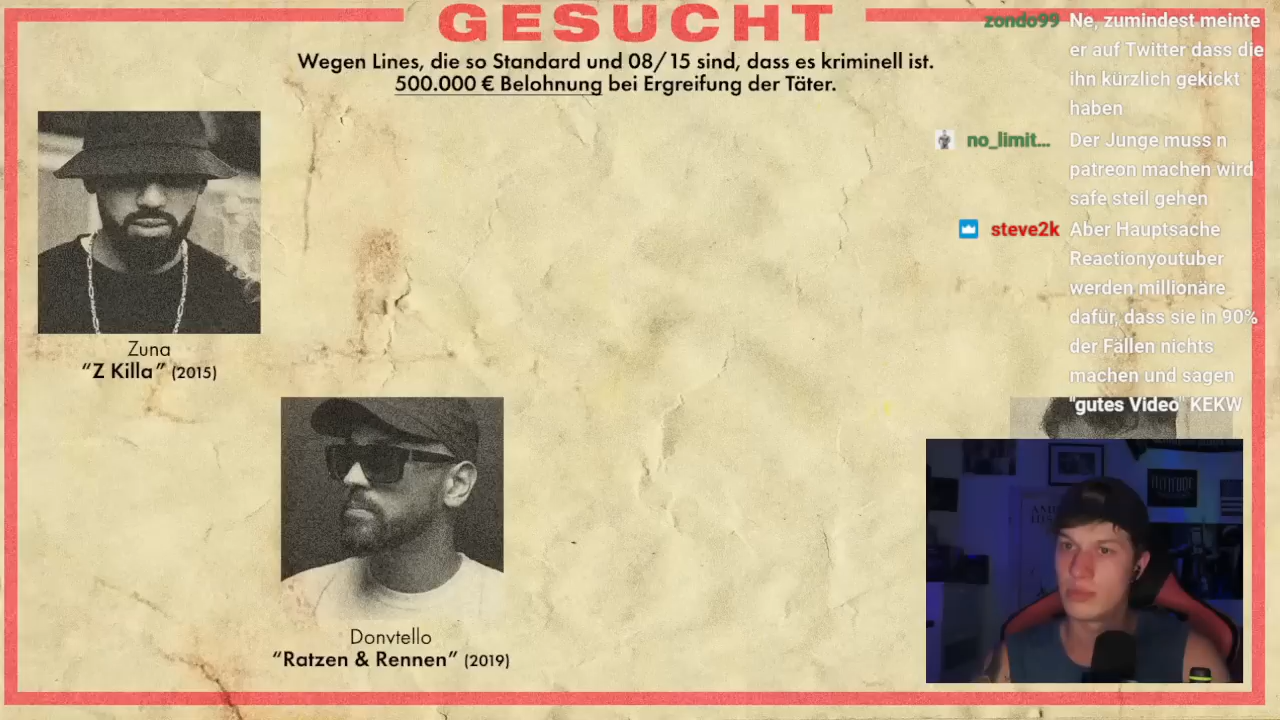 GESUCHT
Wegen Lines, die so Standard und 08/15 sind, dass es kriminell ist.
500.000 € Belohnung bei Ergreifung der Täter.
Zuna
“Z Killa” (2015)
Donvtello
“Ratzen & Rennen” (2019)
zondo99 Ne, zumindest meinte
er auf Twitter dass die
ihn kürzlich gekickt
haben
no_limit... Der Junge muss n
patreon machen wird
safe steil gehen
steve2k Aber Hauptsache
Reactionyoutuber
werden millionäre
dafür, dass sie in 90%
der Fällen nichts
machen und sagen
"gutes Video" KEKW